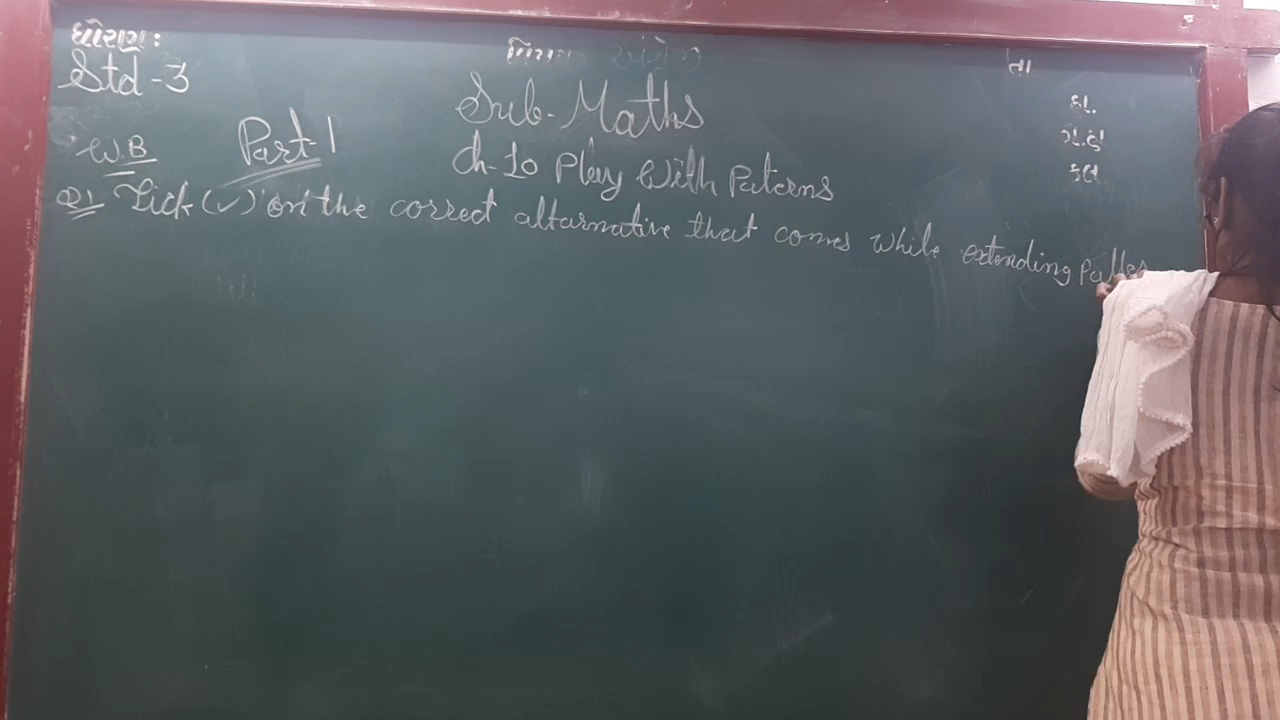 ધોરણ:
Std-3
તા
Sub-Maths
હા.
ગે.હા
કુલ
W.B
Part-1
Ch-10 Play With Paterns
Q1 Tick (✓) on the correct altarnative that comes while extending Patter